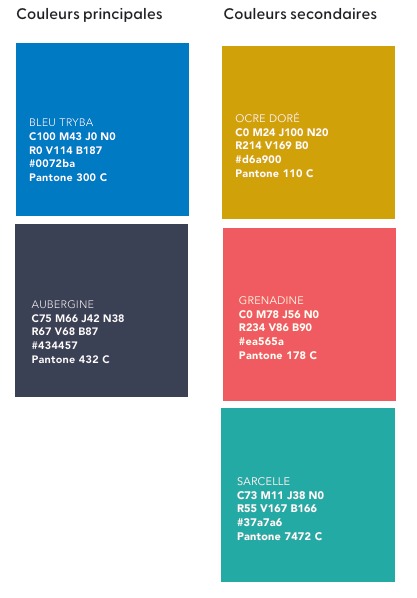 Couleurs principales
BLEU TRYBA
C100 M43 J0 N0
R0 V114 B187
#0072ba
Pantone 300 C
AUBERGINE
C75 M66 J42 N38
R67 V68 B87
#434457
Pantone 432 C
Couleurs secondaires
OCRE DORÉ
C0 M24 J100 N20
R214 V169 B0
#d6a900
Pantone 110 C
GRENADINE
C0 M78 J56 N0
R234 V86 B90
#ea565a
Pantone 178 C
SARCELLE
C73 M11 J38 N0
R55 V167 B166
#37a7a6
Pantone 7472 C